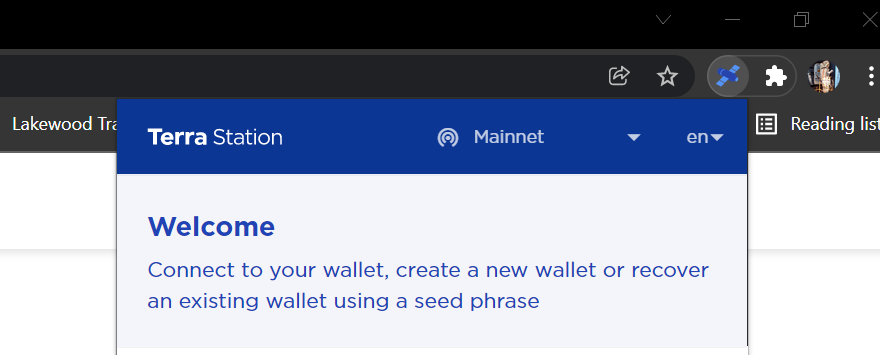 Lakewood Tra
Reading list
Terra Station
Mainnet
en
Welcome
Connect to your wallet, create a new wallet or recover
an existing wallet using a seed phrase